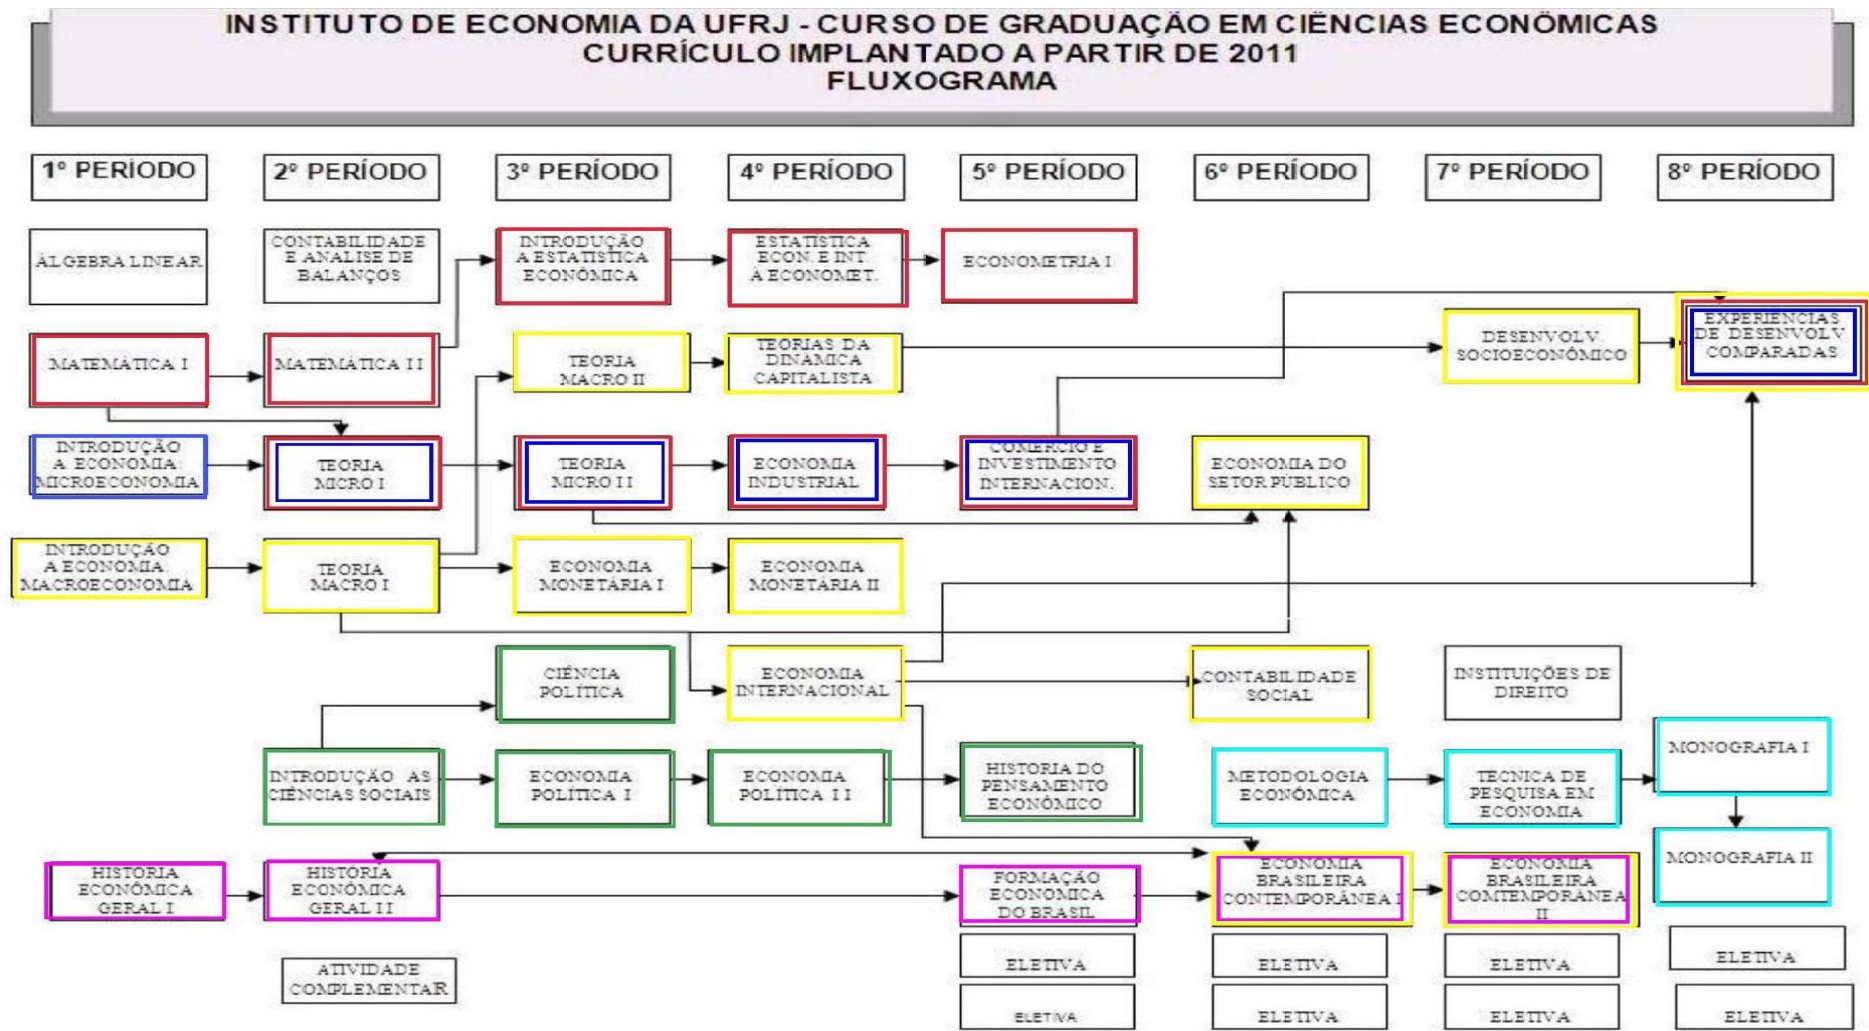 INSTITUTO DE ECONOMIA DA UFRJ - CURSO DE GRADUAÇÃO EM CIÊNCIAS ECONÔMICAS
CURRÍCULO IMPLANTADO A PARTIR DE 2011
FLUXOGRAMA
1º PERÍODO
2º PERÍODO
3º PERÍODO
4º PERÍODO
5º PERÍODO
6º PERÍODO
7º PERÍODO
8º PERÍODO
ÁLGEBRA LINEAR
CONTABILIDADE
E ANÁLISE DE
BALANÇOS
INTRODUÇÃO
A ESTATÍSTICA
ECONÔMICA
ESTATÍSTICA
ECON. E INT.
À ECONOMET.
ECONOMETRIA I
MATEMÁTICA I
MATEMÁTICA II
TEORIA
MACRO II
TEORIAS DA
DINÂMICA
CAPITALISTA
DESENVOLV.
SOCIOECONÔMICO
EXPERIÊNCIAS
DE DESENVOLV
COMPARADAS
INTRODUÇÃO
A ECONOMIA
MICROECONOMIA
TEORIA
MICRO I
TEORIA
MICRO II
ECONOMIA
INDUSTRIAL
COMÉRCIO E
INVESTIMENTO
INTERNACION.
ECONOMIA DO
SETOR PÚBLICO
INTRODUÇÃO
A ECONOMIA
MACROECONOMIA
TEORIA
MACRO I
ECONOMIA
MONETÁRIA I
ECONOMIA
MONETÁRIA II
CIÊNCIA
POLÍTICA
ECONOMIA
INTERNACIONAL
CONTABILIDADE
SOCIAL
INSTITUIÇÕES DE
DIREITO
INTRODUÇÃO AS
CIÊNCIAS SOCIAIS
ECONOMIA
POLÍTICA I
ECONOMIA
POLÍTICA II
HISTÓRIA DO
PENSAMENTO
ECONÔMICO
METODOLOGIA
ECONÔMICA
TÉCNICA DE
PESQUISA EM
ECONOMIA
MONOGRAFIA I
MONOGRAFIA II
HISTÓRIA
ECONÔMICA
GERAL I
HISTÓRIA
ECONÔMICA
GERAL II
FORMAÇÃO
ECONÔMICA
DO BRASIL
ECONOMIA
BRASILEIRA
CONTEMPORÂNEA I
ECONOMIA
BRASILEIRA
COMTEMPORÂNEA
II
ATIVIDADE
COMPLEMENTAR
ELETIVA
ELETIVA
ELETIVA
ELETIVA
ELETIVA
ELETIVA
ELETIVA
ELETIVA